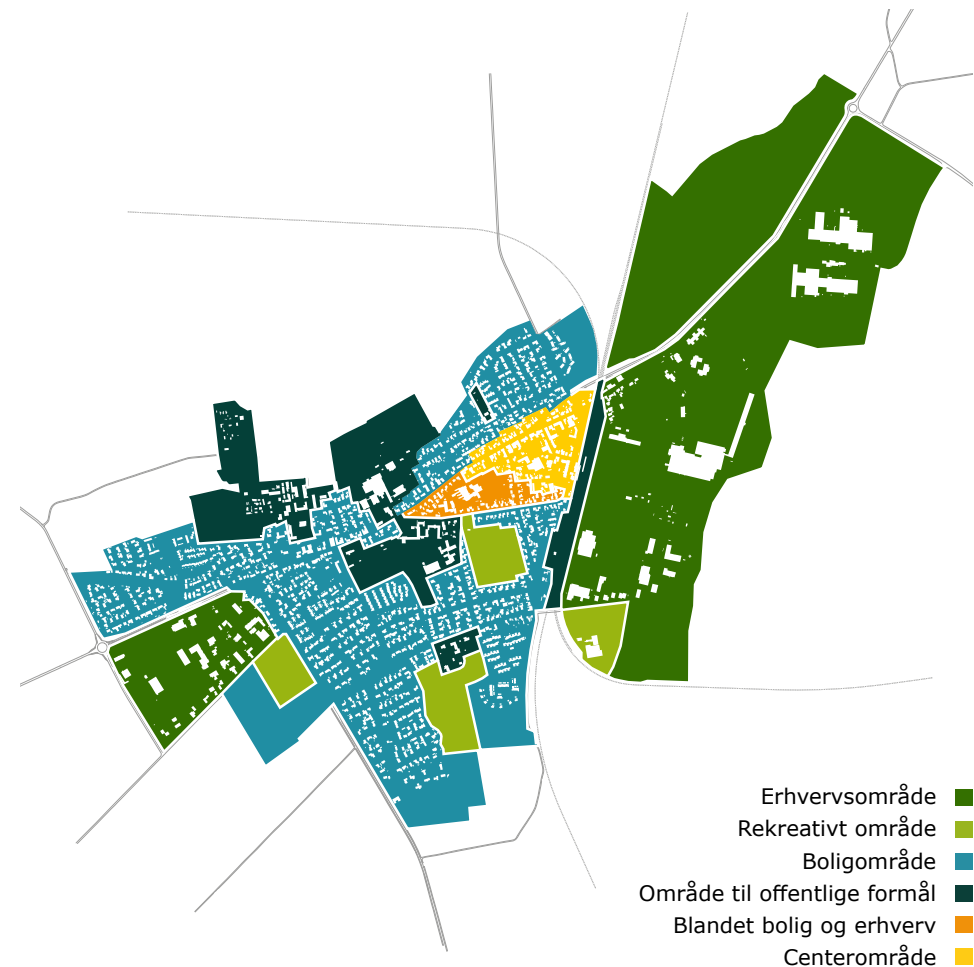 Erhvervsområde
Rekreativt område
Boligområde
Område til offentlige formål
Blandet bolig og erhverv
Centerområde